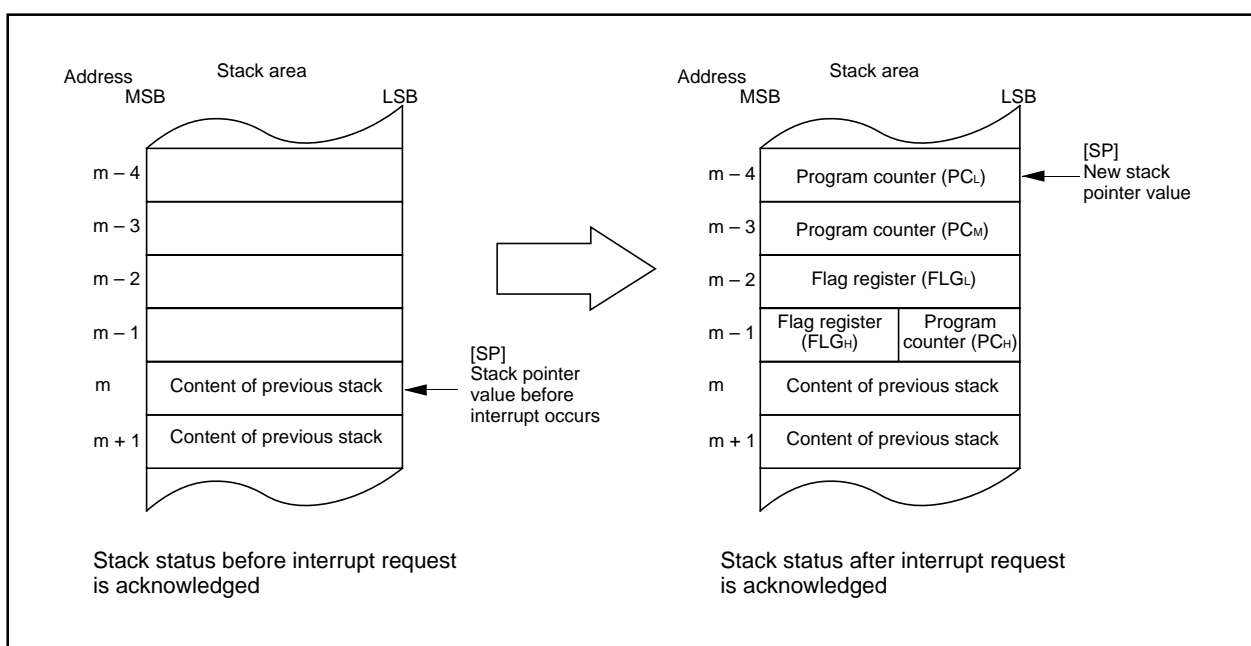 Address
Stack area
MSB
LSB
m – 4
m – 3
m – 2
m – 1
m
Content of previous stack
m + 1
Content of previous stack
[SP]
Stack pointer
value before
interrupt occurs
Stack status before interrupt request
is acknowledged
Address
Stack area
MSB
LSB
m – 4
Program counter (PCL)
[SP]
New stack
pointer value
m – 3
Program counter (PCM)
m – 2
Flag register (FLGL)
m – 1
Flag register
(FLGH)
Program
counter (PCH)
m
Content of previous stack
m + 1
Content of previous stack
Stack status after interrupt request
is acknowledged